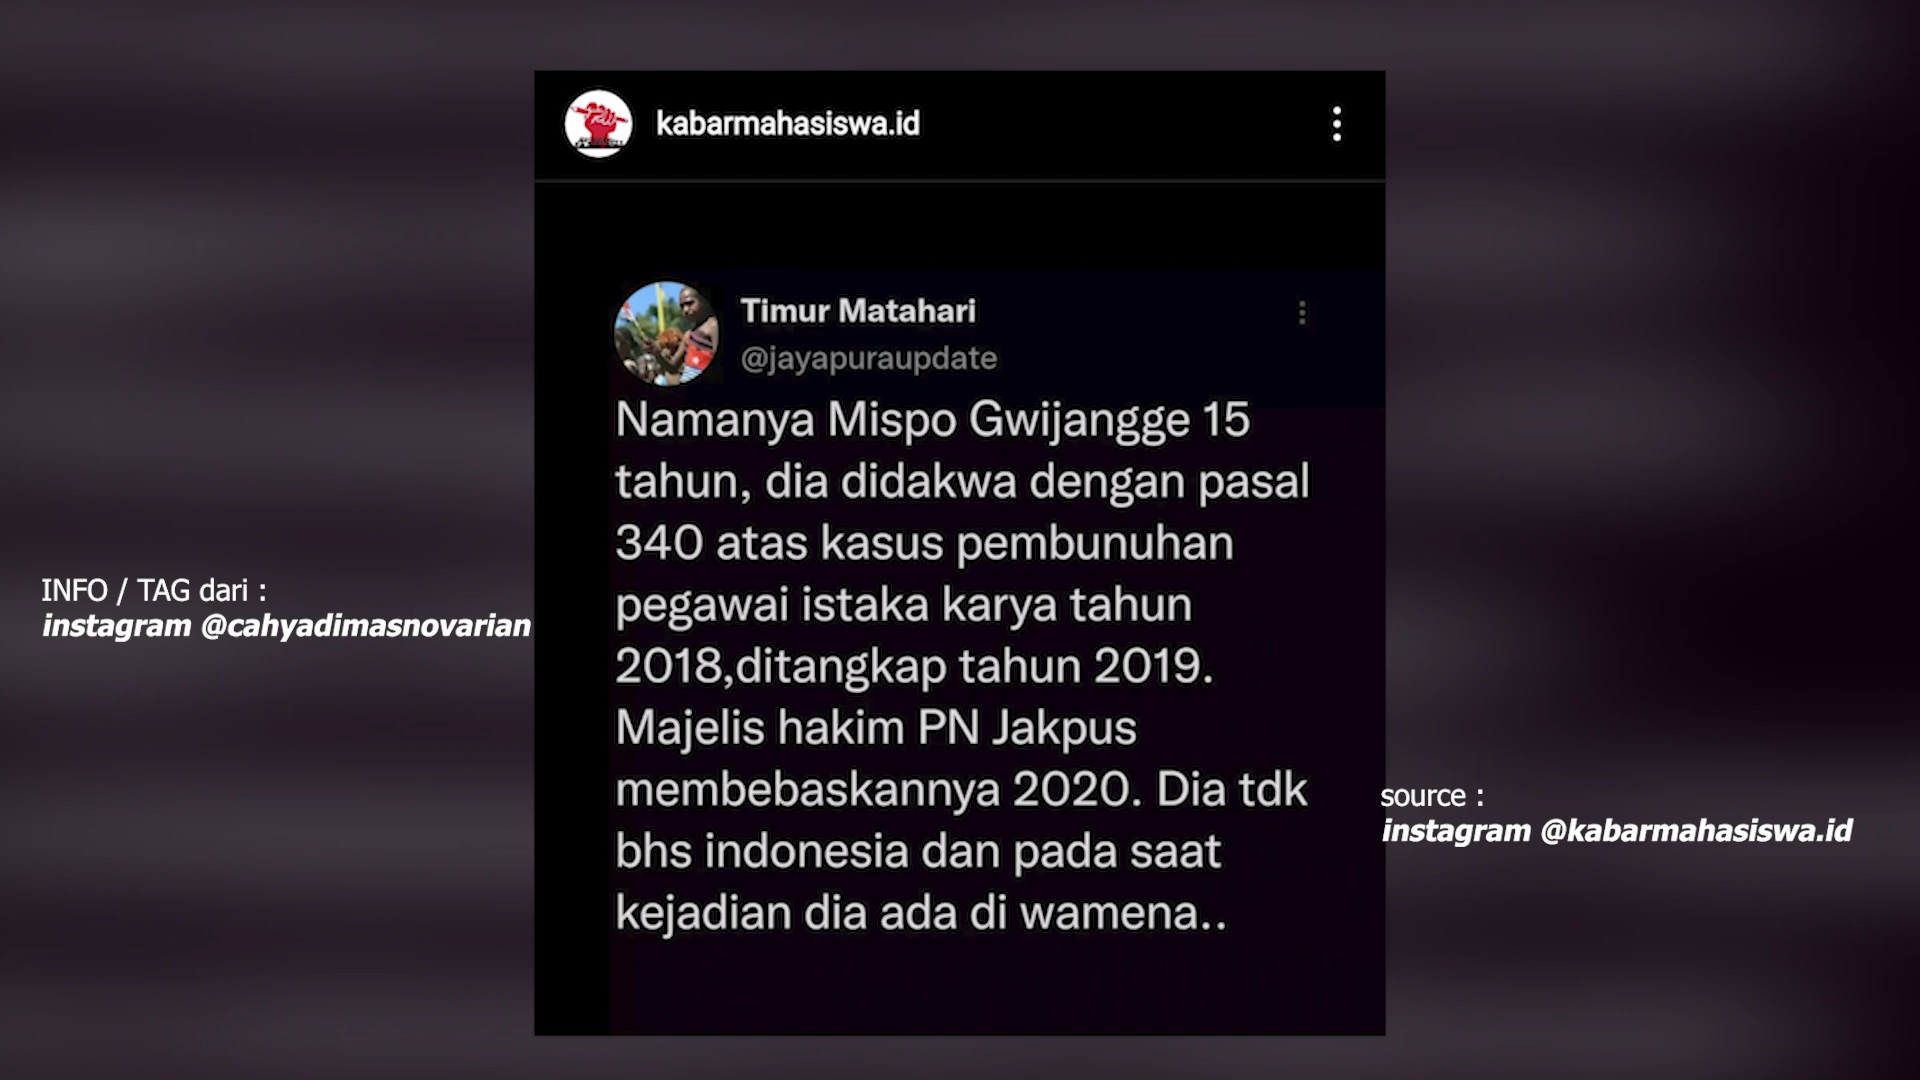 kabarmahasiswa.id
Timur Matahari
@jayapuraupdate
Namanya Mispo Gwijangge 15
tahun, dia didakwa dengan pasal
340 atas kasus pembunuhan
pegawai istaka karya tahun
2018,ditangkap tahun 2019.
Majelis hakim PN Jakpus
membebaskannya 2020. Dia tdk
bhs indonesia dan pada saat
kejadian dia ada di wamena..
INFO / TAG dari :
instagram @cahyadimasnovarian
source :
instagram @kabarmahasiswa.id